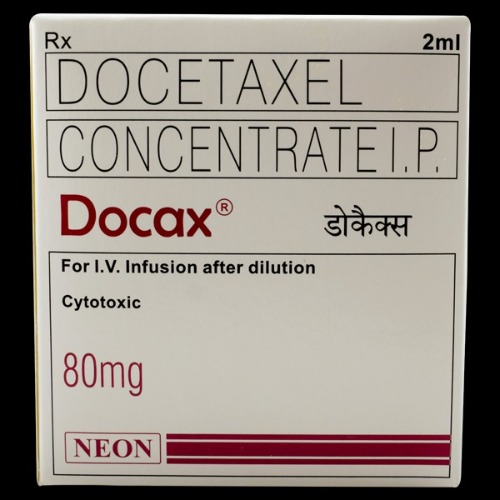 Rx 2ml
DOCETAXEL
CONCENTRATE I.P.
Docax® डोकैक्स
For I.V. Infusion after dilution
Cytotoxic
80mg
NEON